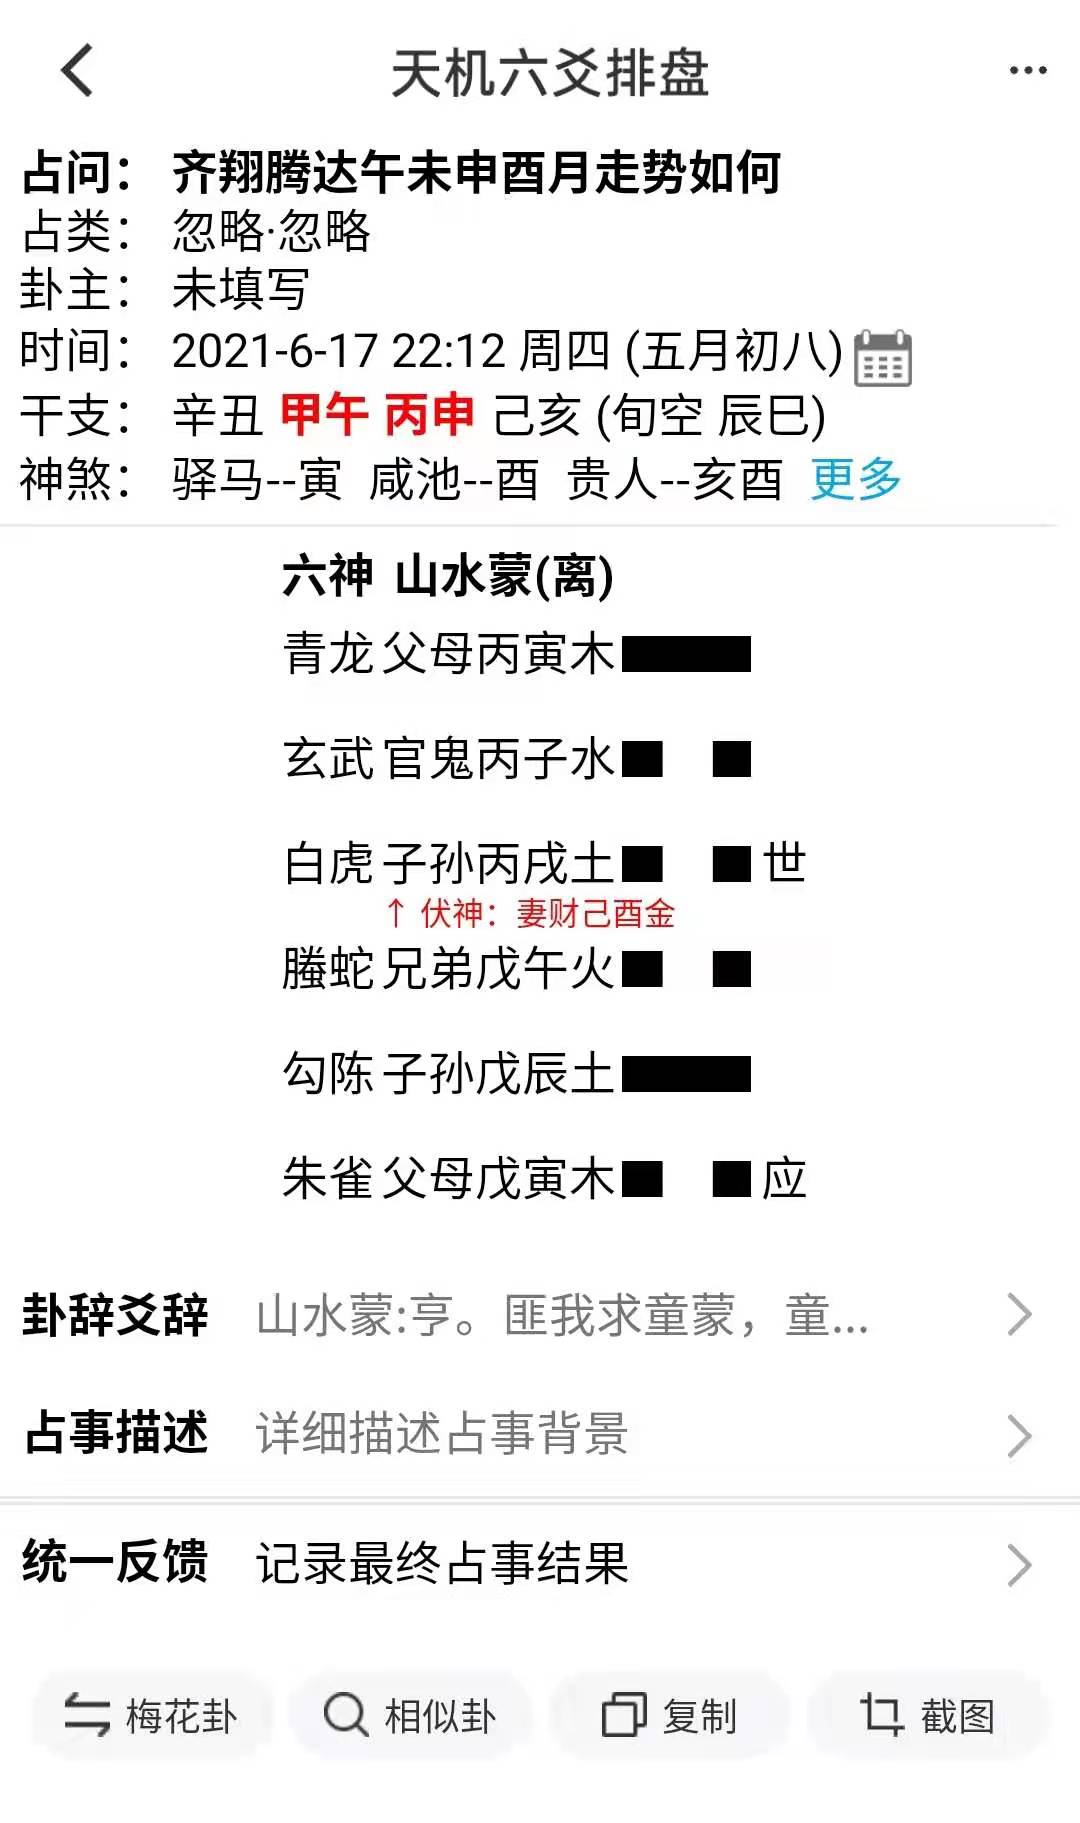 天机六爻排盘
占问： 齐翔腾达午未申酉月走势如何
占类： 忽略·忽略
卦主： 未填写
时间： 2021-6-17 22:12 周四 (五月初八)
干支： 辛丑 甲午 丙申 己亥 (旬空 辰巳)
神煞： 驿马--寅 咸池--酉 贵人--亥酉 更多
六神 山水蒙(离)
青龙 父母丙寅木
玄武 官鬼丙子水
白虎 子孙丙戌土 世
↑ 伏神：妻财己酉金
螣蛇 兄弟戊午火
勾陈 子孙戊辰土
朱雀 父母戊寅木 应
卦辞爻辞 山水蒙:亨。匪我求童蒙，童...
占事描述 详细描述占事背景
统一反馈 记录最终占事结果
梅花卦 相似卦 复制 截图